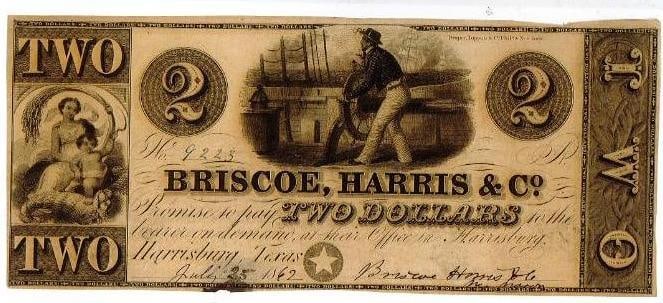 TWO
TWO
TWO
2
2
No. 9223
BRISCOE, HARRIS & CO.
Promise to pay TWO DOLLARS to the
bearer on demand, at their Office in Harrisburg.
Harrisburg, Texas
July 25 1862
Briscoe Harris & Co